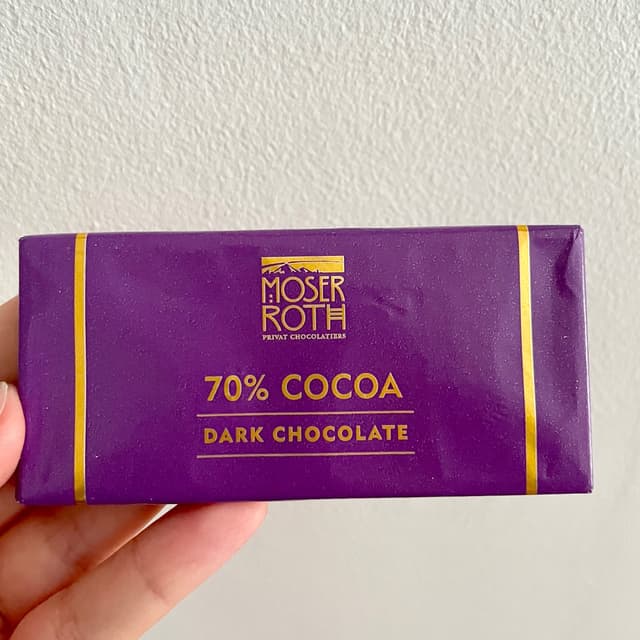 MOSER
ROTH
PRIVAT CHOCOLATIERS
70% COCOA
DARK CHOCOLATE